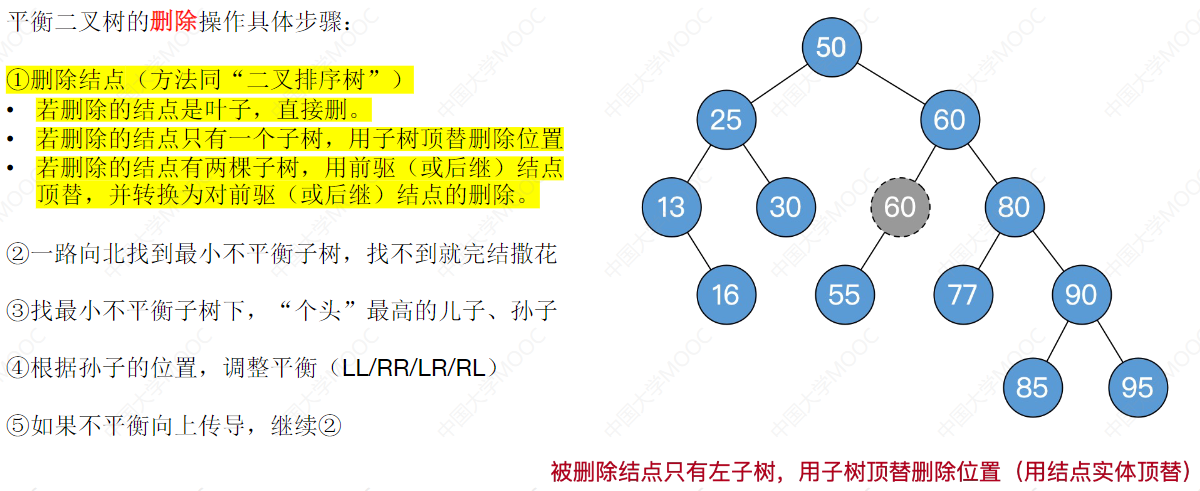 平衡二叉树的删除操作具体步骤：
①删除结点（方法同“二叉排序树”）
• 若删除的结点是叶子，直接删。
• 若删除的结点只有一个子树，用子树顶替删除位置
• 若删除的结点有两棵子树，用前驱（或后继）结点
顶替，并转换为对前驱（或后继）结点的删除。
②一路向北找到最小不平衡子树，找不到就完结撒花
③找最小不平衡子树下，“个头”最高的儿子、孙子
④根据孙子的位置，调整平衡（LL/RR/LR/RL）
⑤如果不平衡向上传导，继续②
50
25 60
13 30 60 80
16 55 77 90
85 95
被删除结点只有左子树，用子树顶替删除位置（用结点实体顶替）
中国大学MOOC